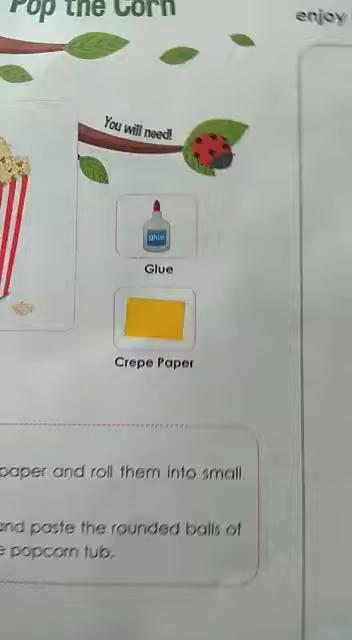 Pop the Corn
enjoy
You will need!
glue
Glue
Crepe Paper
paper and roll them into small
and paste the rounded balls of
popcorn tub.